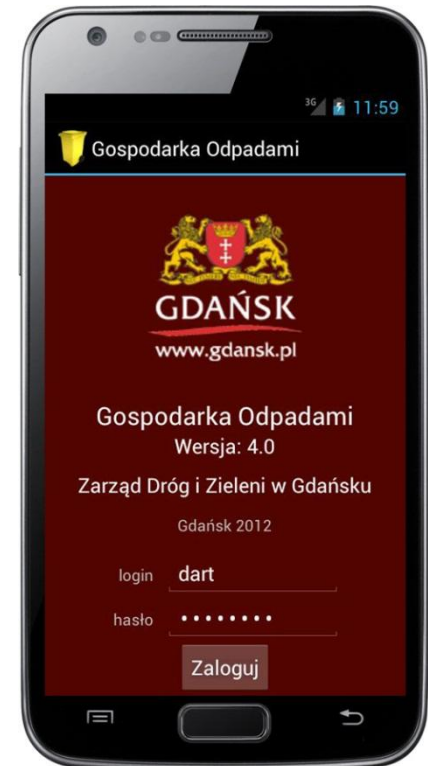 3G 11:59
Gospodarka Odpadami
GDAŃSK
www.gdansk.pl
Gospodarka Odpadami
Wersja: 4.0
Zarząd Dróg i Zieleni w Gdańsku
Gdańsk 2012
login dart
hasło ••••••••
Zaloguj